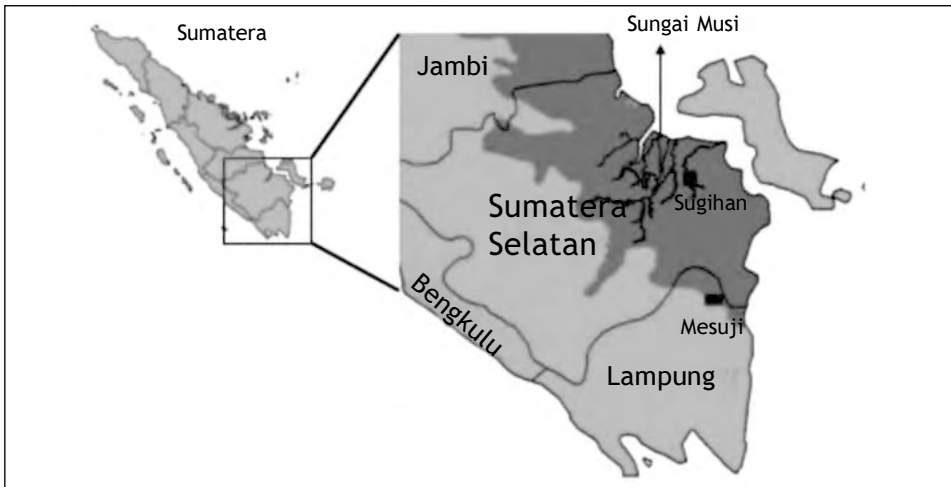 Sungai Musi
Sumatera
Jambi
Sugihan
Sumatera
Selatan
Bengkulu
Mesuji
Lampung